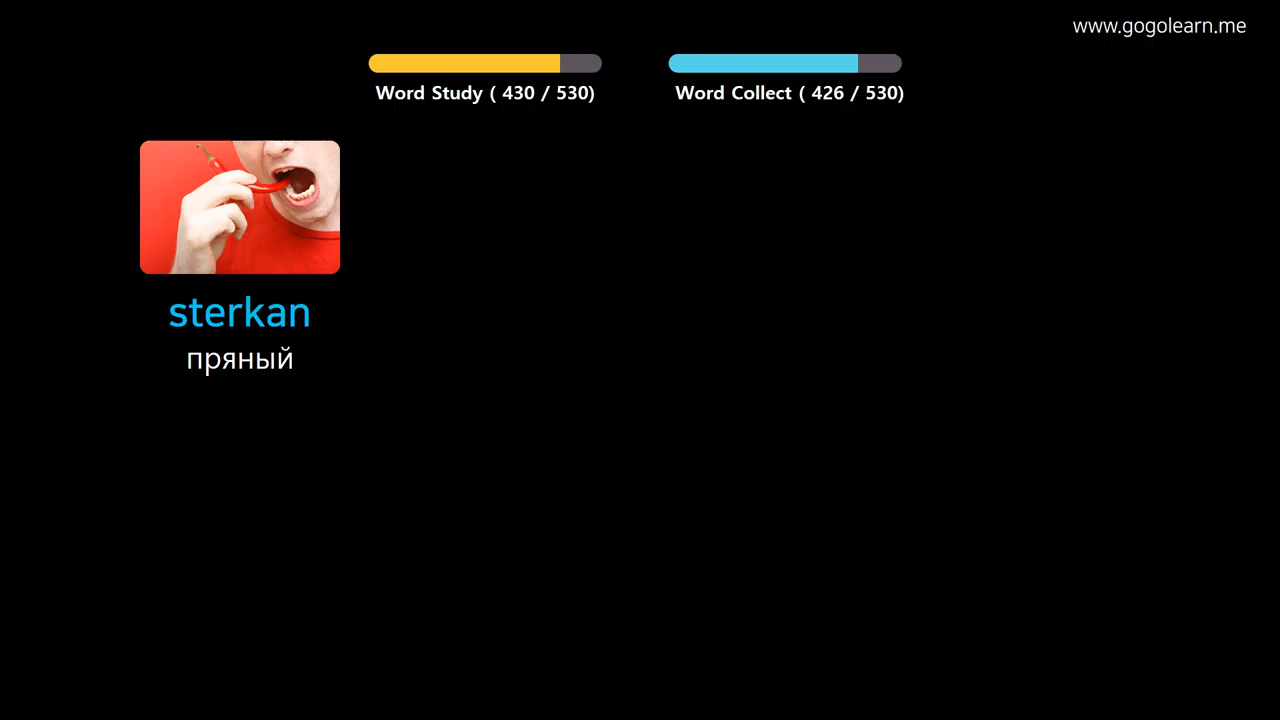 www.gogolearn.me
Word Study ( 430 / 530)
Word Collect ( 426 / 530)
sterkan
пряный